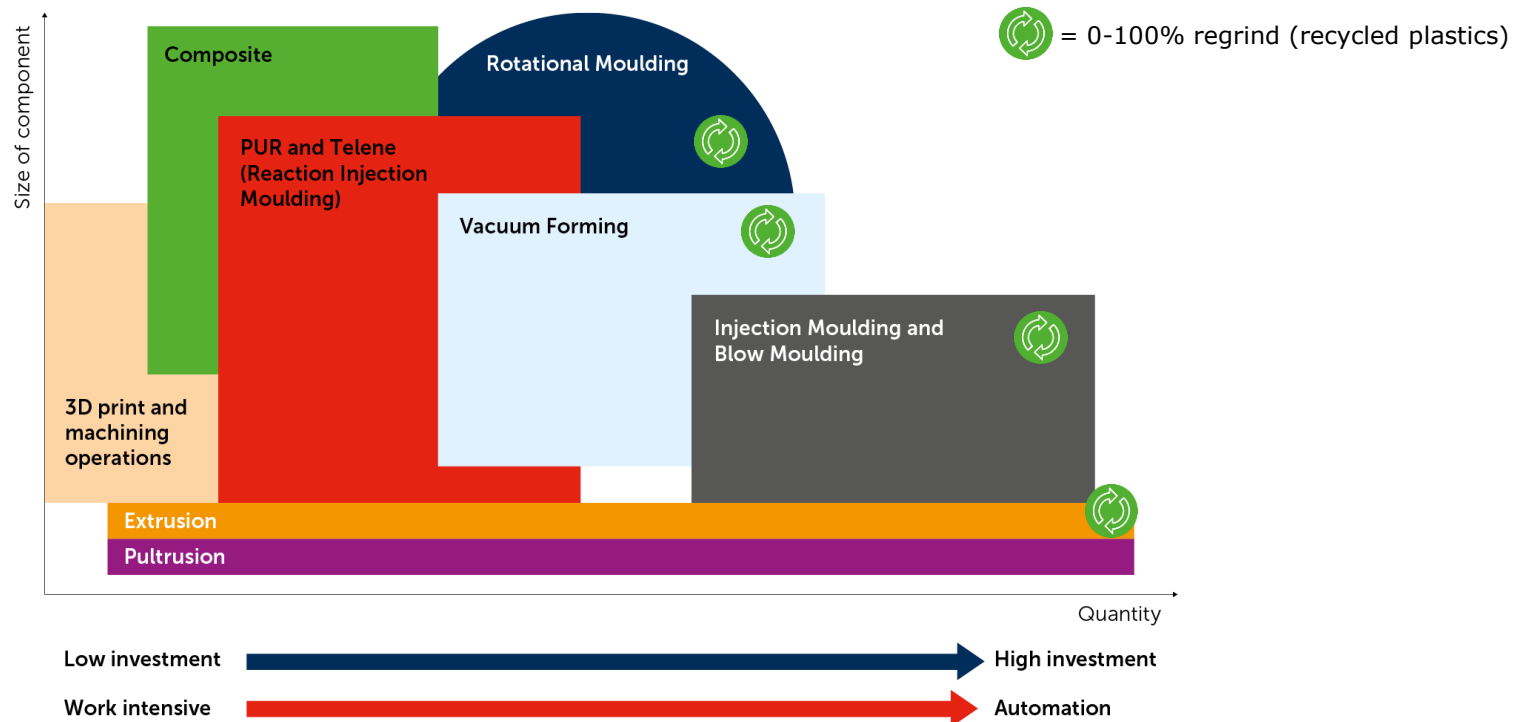 = 0-100% regrind (recycled plastics)
Size of component
Composite
Rotational Moulding
PUR and Telene
(Reaction Injection
Moulding)
Vacuum Forming
Injection Moulding and
Blow Moulding
3D print and
machining
operations
Extrusion
Pultrusion
Quantity
Low investment
High investment
Work intensive
Automation